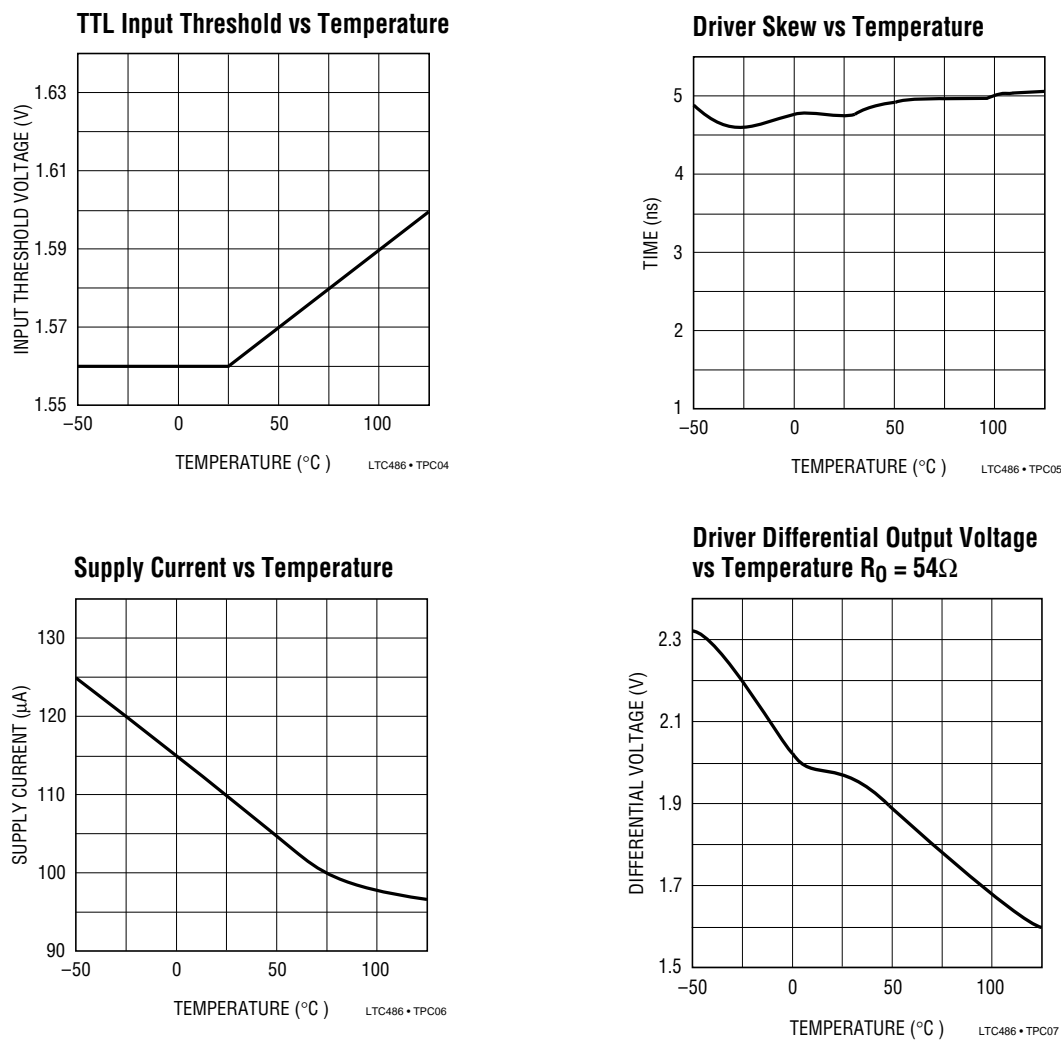 TTL Input Threshold vs Temperature
INPUT THRESHOLD VOLTAGE (V)
1.63
1.61
1.59
1.57
1.55
–50
0
50
100
TEMPERATURE (°C )
LTC486 • TPC04
Driver Skew vs Temperature
TIME (ns)
5
4
3
2
1
–50
0
50
100
TEMPERATURE (°C )
LTC486 • TPC05
Supply Current vs Temperature
SUPPLY CURRENT (µA)
130
120
110
100
90
–50
0
50
100
TEMPERATURE (°C )
LTC486 • TPC06
Driver Differential Output Voltage
vs Temperature R0 = 54Ω
DIFFERENTIAL VOLTAGE (V)
2.3
2.1
1.9
1.7
1.5
–50
0
50
100
TEMPERATURE (°C )
LTC486 • TPC07